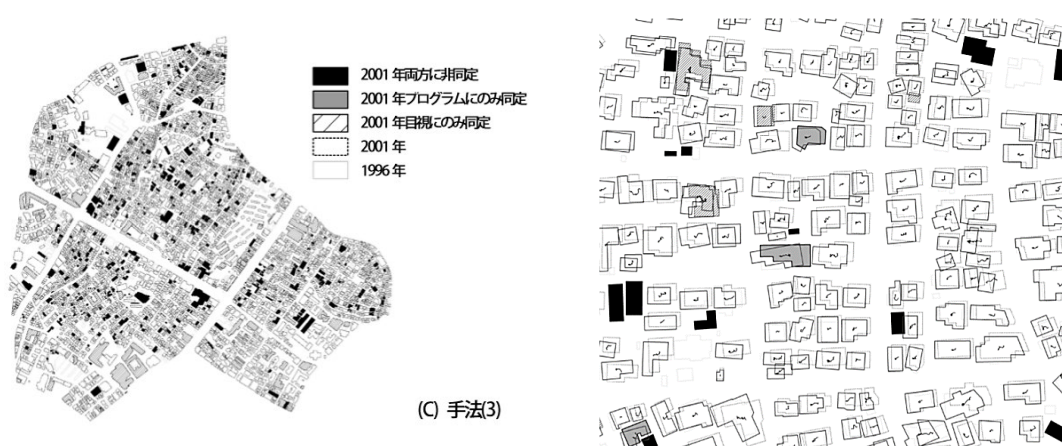 2001 年両方に非同定
2001 年プログラムにのみ同定
2001 年目視にのみ同定
2001 年
1996 年
(C) 手法(3)